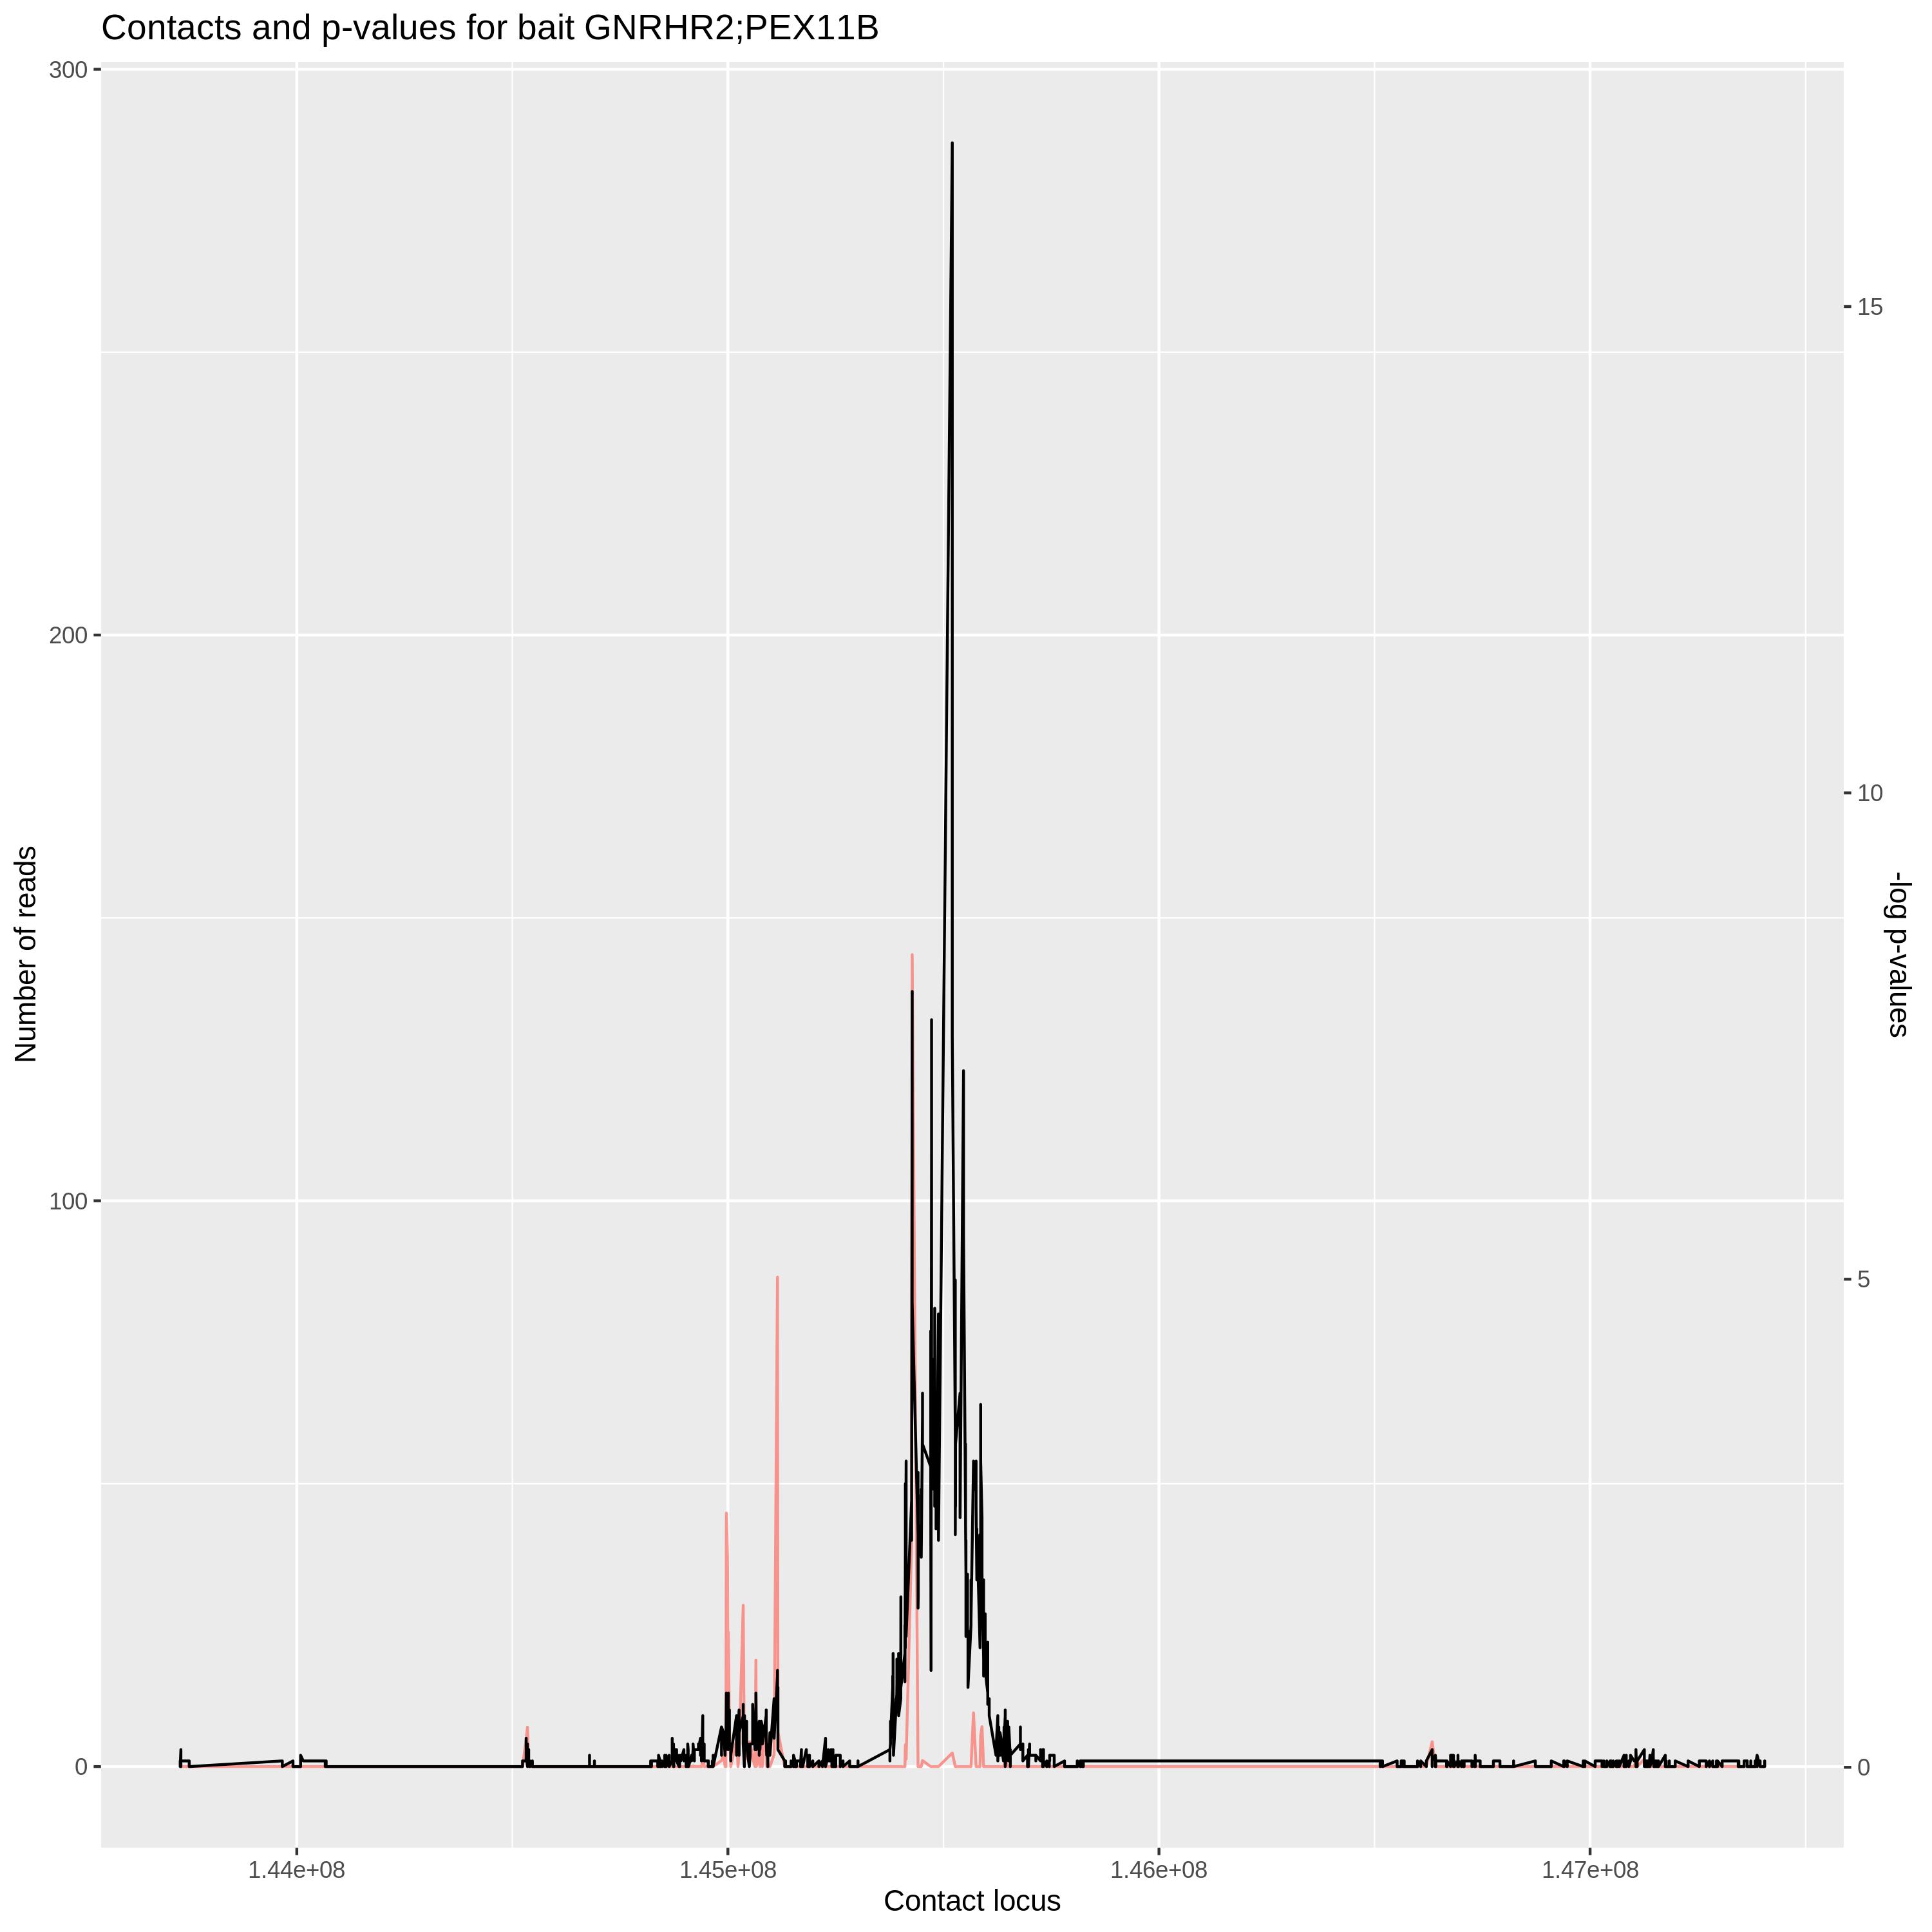 Contacts and p-values for bait GNRHR2;PEX11B
300
200
100
0
Number of reads
15
10
5
0
-log p-values
1.44e+08
1.45e+08
1.46e+08
1.47e+08
Contact locus